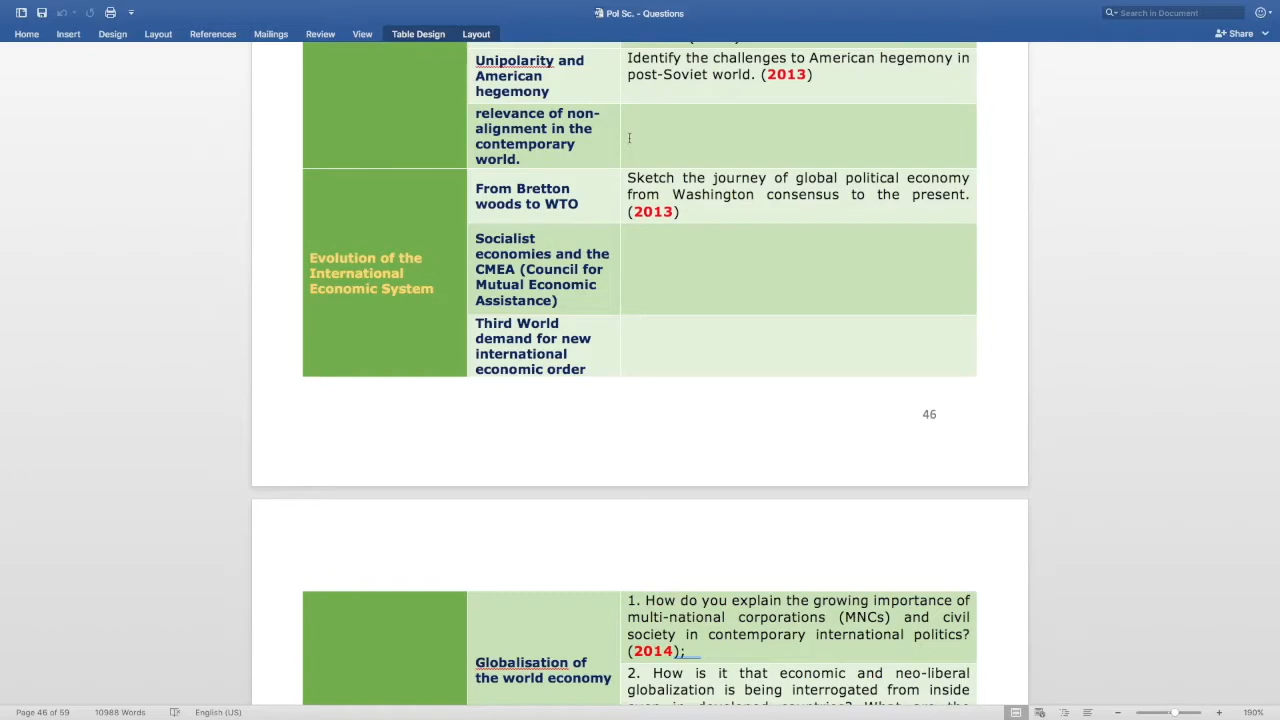 Pol Sc. - Questions
Search in Document
Home Insert Design Layout References Mailings Review View Table Design Layout
Share
Unipolarity and
American
hegemony
Identify the challenges to American hegemony in
post-Soviet world. (2013)
relevance of non-
alignment in the
contemporary
world.
Evolution of the
International
Economic System
From Bretton
woods to WTO
Sketch the journey of global political economy
from Washington consensus to the present.
(2013)
Socialist
economies and the
CMEA (Council for
Mutual Economic
Assistance)
Third World
demand for new
international
economic order
46
Globalisation of
the world economy
1. How do you explain the growing importance of
multi-national corporations (MNCs) and civil
society in contemporary international politics?
(2014);
2. How is it that economic and neo-liberal
globalization is being interrogated from inside
Page 46 of 59 10988 Words English (US) 190%